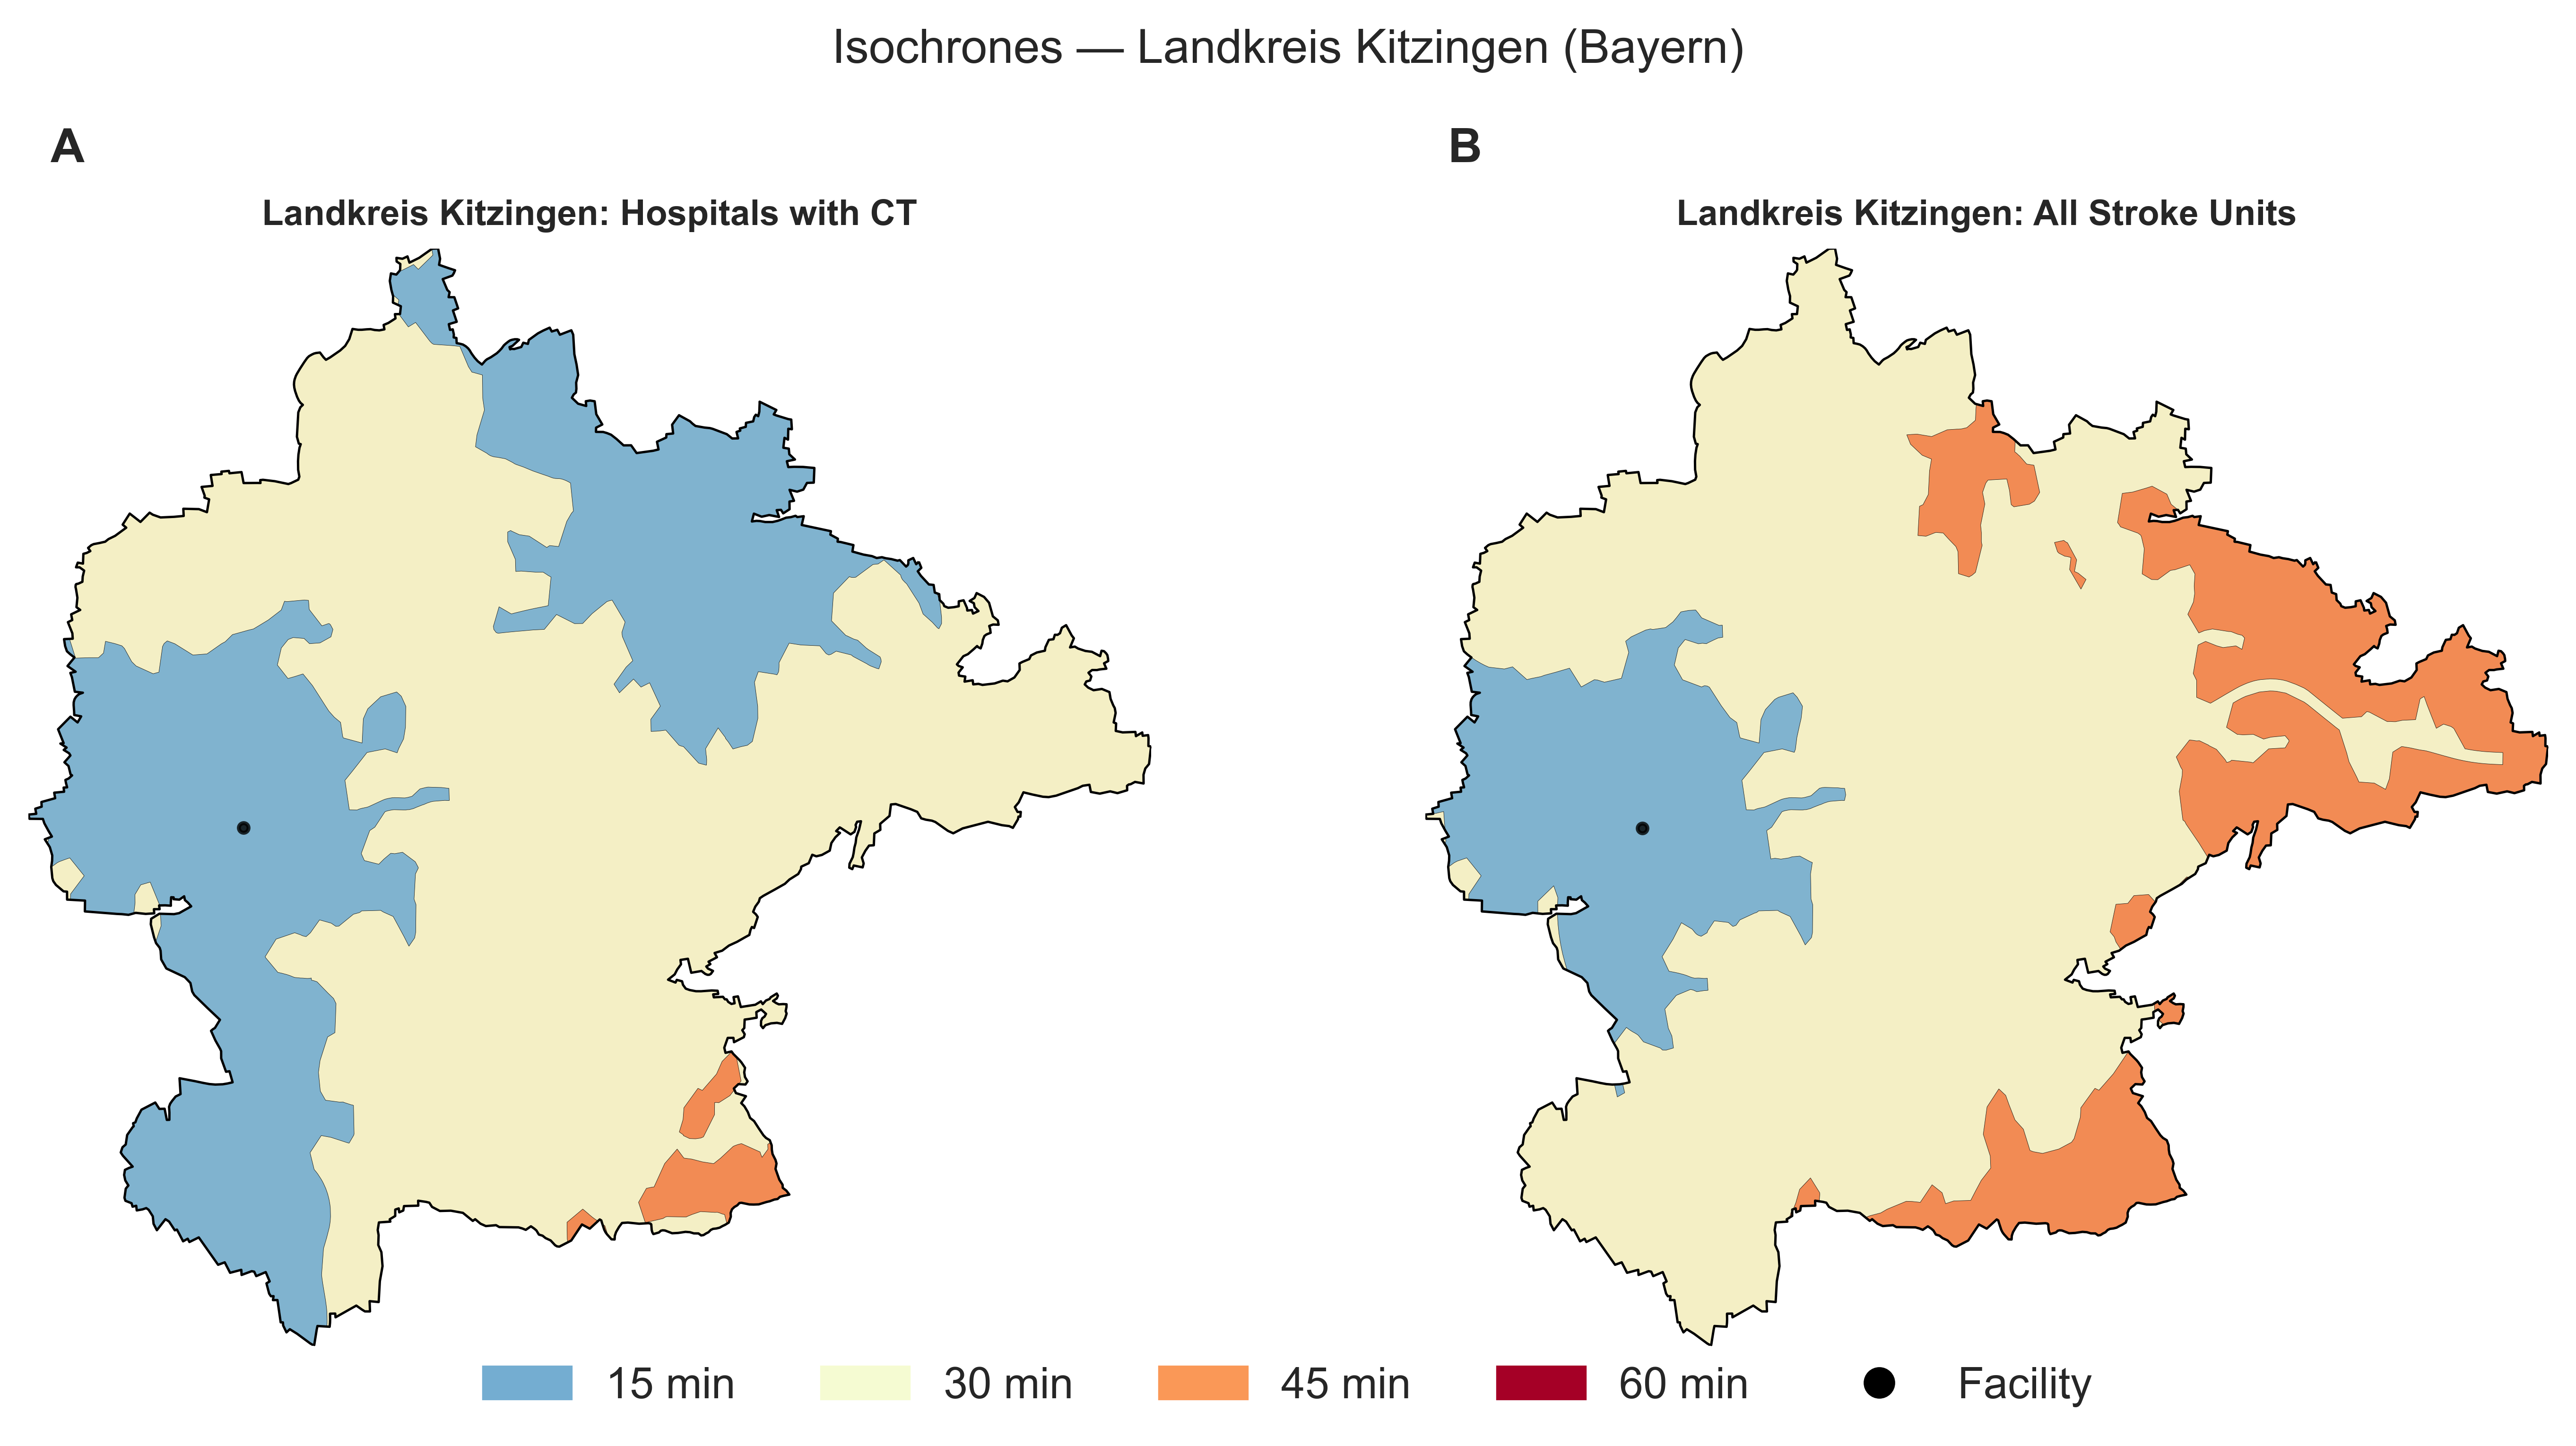 Isochrones — Landkreis Kitzingen (Bayern)
A
B
Landkreis Kitzingen: Hospitals with CT
Landkreis Kitzingen: All Stroke Units
15 min
30 min
45 min
60 min
Facility